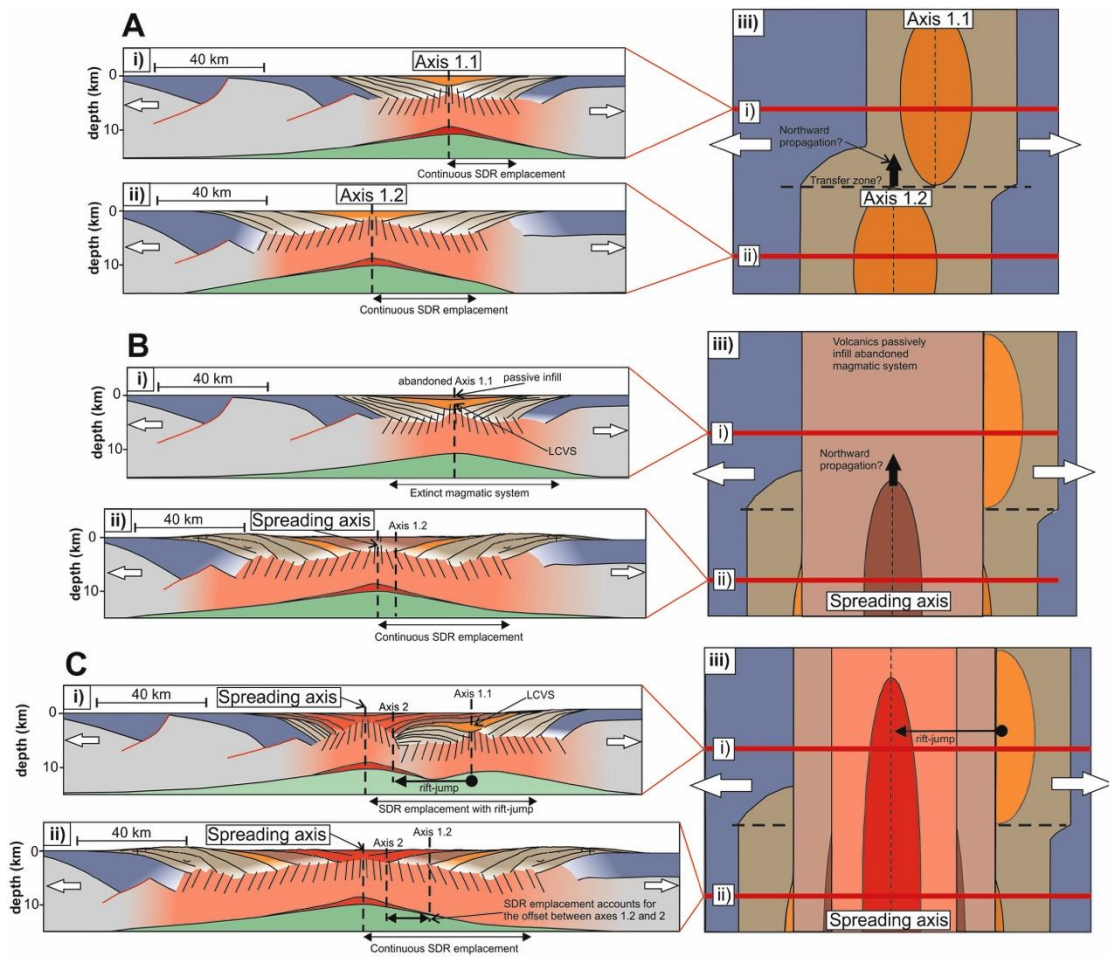 A
i)
40 km
Axis 1.1
depth (km)
0
10
Continuous SDR emplacement
ii)
40 km
Axis 1.2
depth (km)
0
10
Continuous SDR emplacement
iii)
Axis 1.1
i)
Northward
propagation?
Transfer zone?
Axis 1.2
ii)
B
i)
40 km
abandoned Axis 1.1
passive infill
depth (km)
0
10
LCVS
Extinct magmatic system
ii)
40 km
Spreading axis
Axis 1.2
depth (km)
0
10
Continuous SDR emplacement
iii)
Volcanics passively
infill abandoned
magmatic system
i)
Northward
propagation?
ii)
Spreading axis
C
i)
40 km
Spreading axis
Axis 2
Axis 1.1
LCVS
depth (km)
0
10
rift-jump
SDR emplacement with rift-jump
ii)
40 km
Spreading axis
Axis 2
Axis 1.2
depth (km)
0
10
SDR emplacement accounts for
the offset between axes 1.2 and 2
Continuous SDR emplacement
iii)
rift-jump
i)
ii)
Spreading axis